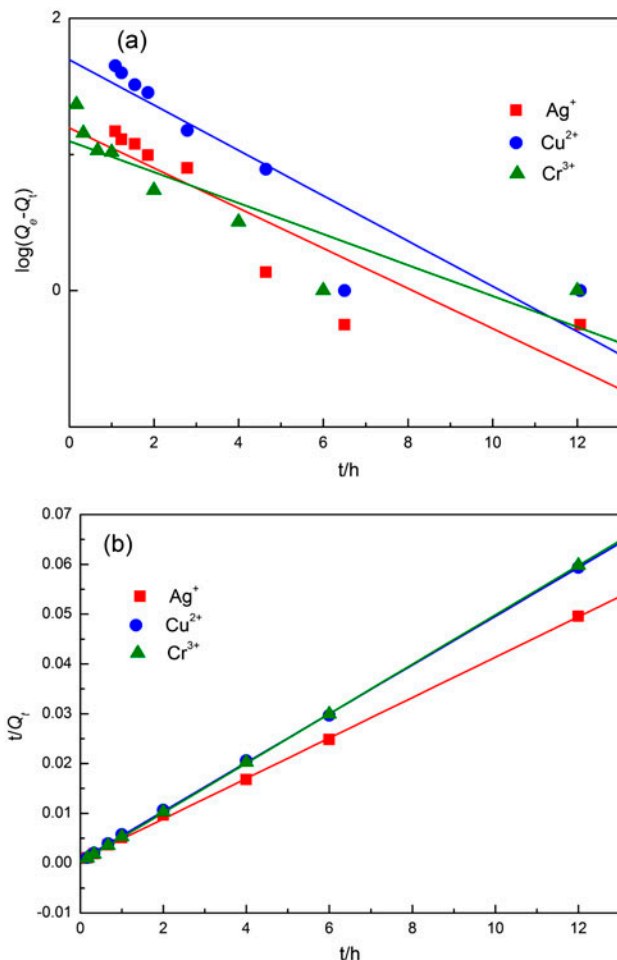 (a)
2
0
log(Qₑ-Qₜ)
Ag⁺
Cu²⁺
Cr³⁺
0 2 4 6 8 10 12
t/h
(b)
0.07
0.06
0.05
0.04
0.03
0.02
0.01
0.00
-0.01
t/Qₜ
Ag⁺
Cu²⁺
Cr³⁺
0 2 4 6 8 10 12
t/h